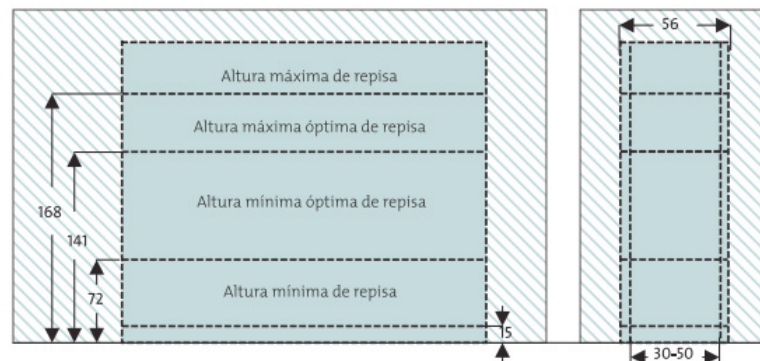 56
Altura máxima de repisa
Altura máxima óptima de repisa
168
Altura mínima óptima de repisa
141
72
Altura mínima de repisa
15
30-50